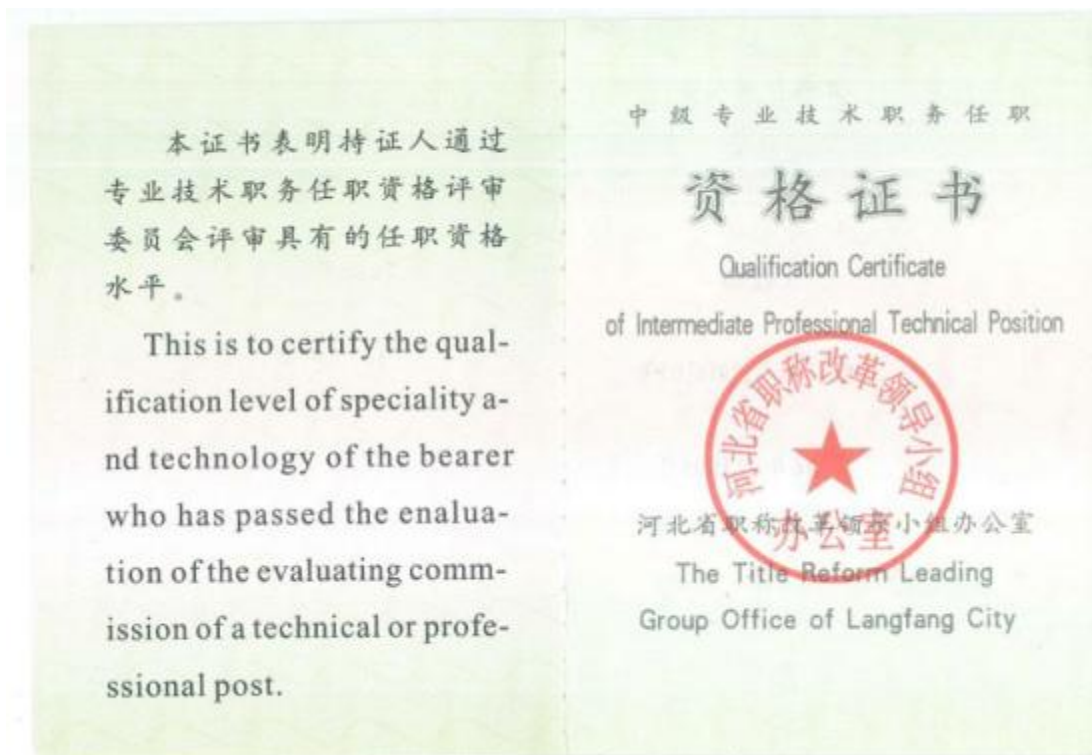 本证书表明持证人通过
专业技术职务任职资格评审
委员会评审具有的任职资格
水平。
This is to certify the qual-
ification level of speciality a-
nd technology of the bearer
who has passed the enalua-
tion of the evaluating comm-
ission of a technical or profe-
ssional post.
中级专业技术职务任职
资格证书
Qualification Certificate
of Intermediate Professional Technical Position
河北省职称改革领导小组
办公室
河北省职称改革领导小组办公室
The Title Reform Leading
Group Office of Langfang City